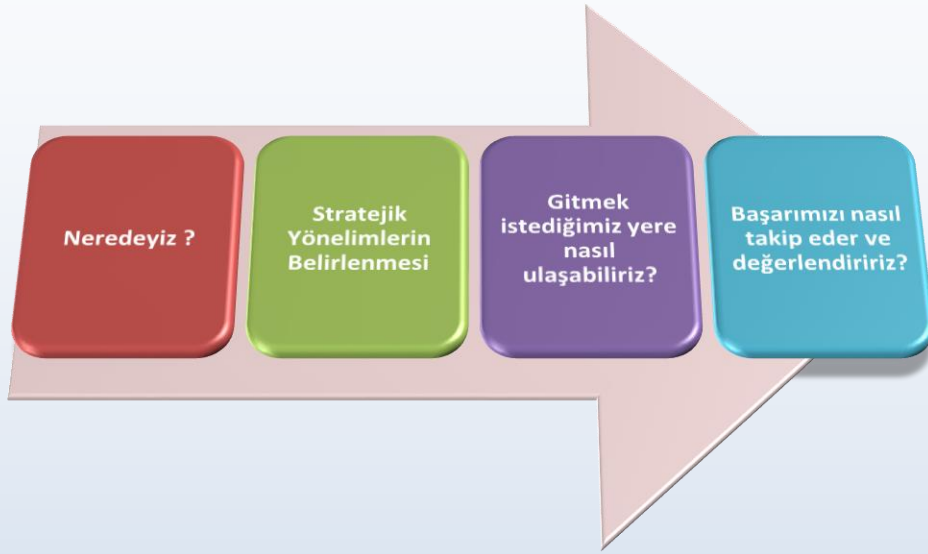 Neredeyiz ?
Stratejik
Yönelimlerin
Belirlenmesi
Gitmek
istediğimiz yere
nasıl
ulaşabiliriz?
Başarımızı nasıl
takip eder ve
değerlendiririz?